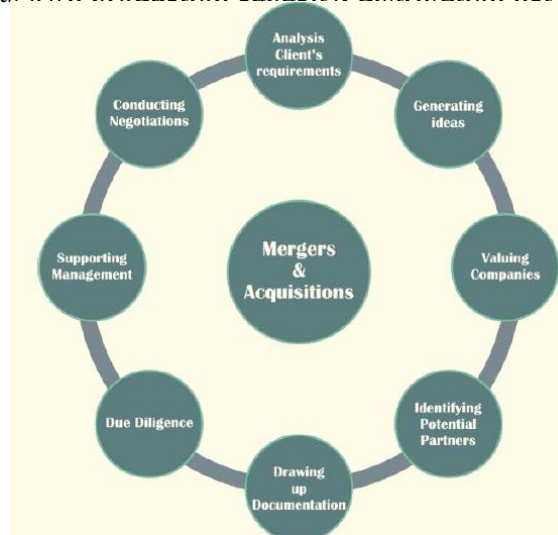 Analysis
Client's
requirements
Generating
ideas
Valuing
Companies
Identifying
Potential
Partners
Drawing
up
Documentation
Due Diligence
Supporting
Management
Conducting
Negotiations
Mergers
&
Acquisitions